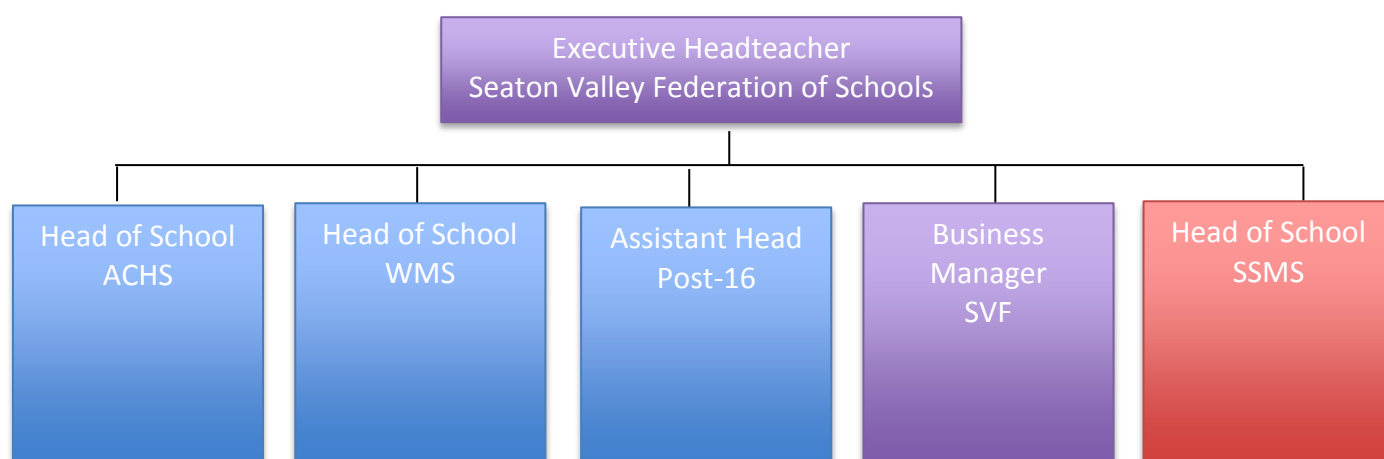 Executive Headteacher
Seaton Valley Federation of Schools
Head of School
ACHS
Head of School
WMS
Assistant Head
Post-16
Business
Manager
SVF
Head of School
SSMS